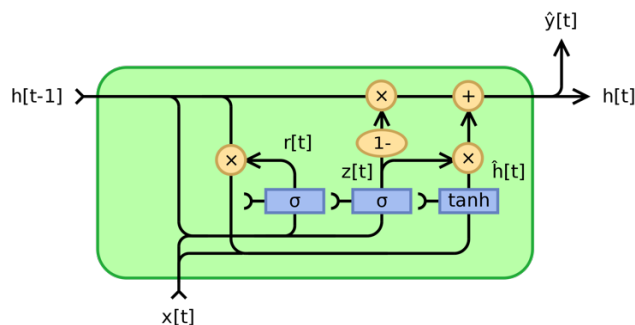 ŷ[t]
h[t-1]
×
+
h[t]
r[t]
1-
×
z[t]
×
ĥ[t]
σ
σ
tanh
x[t]